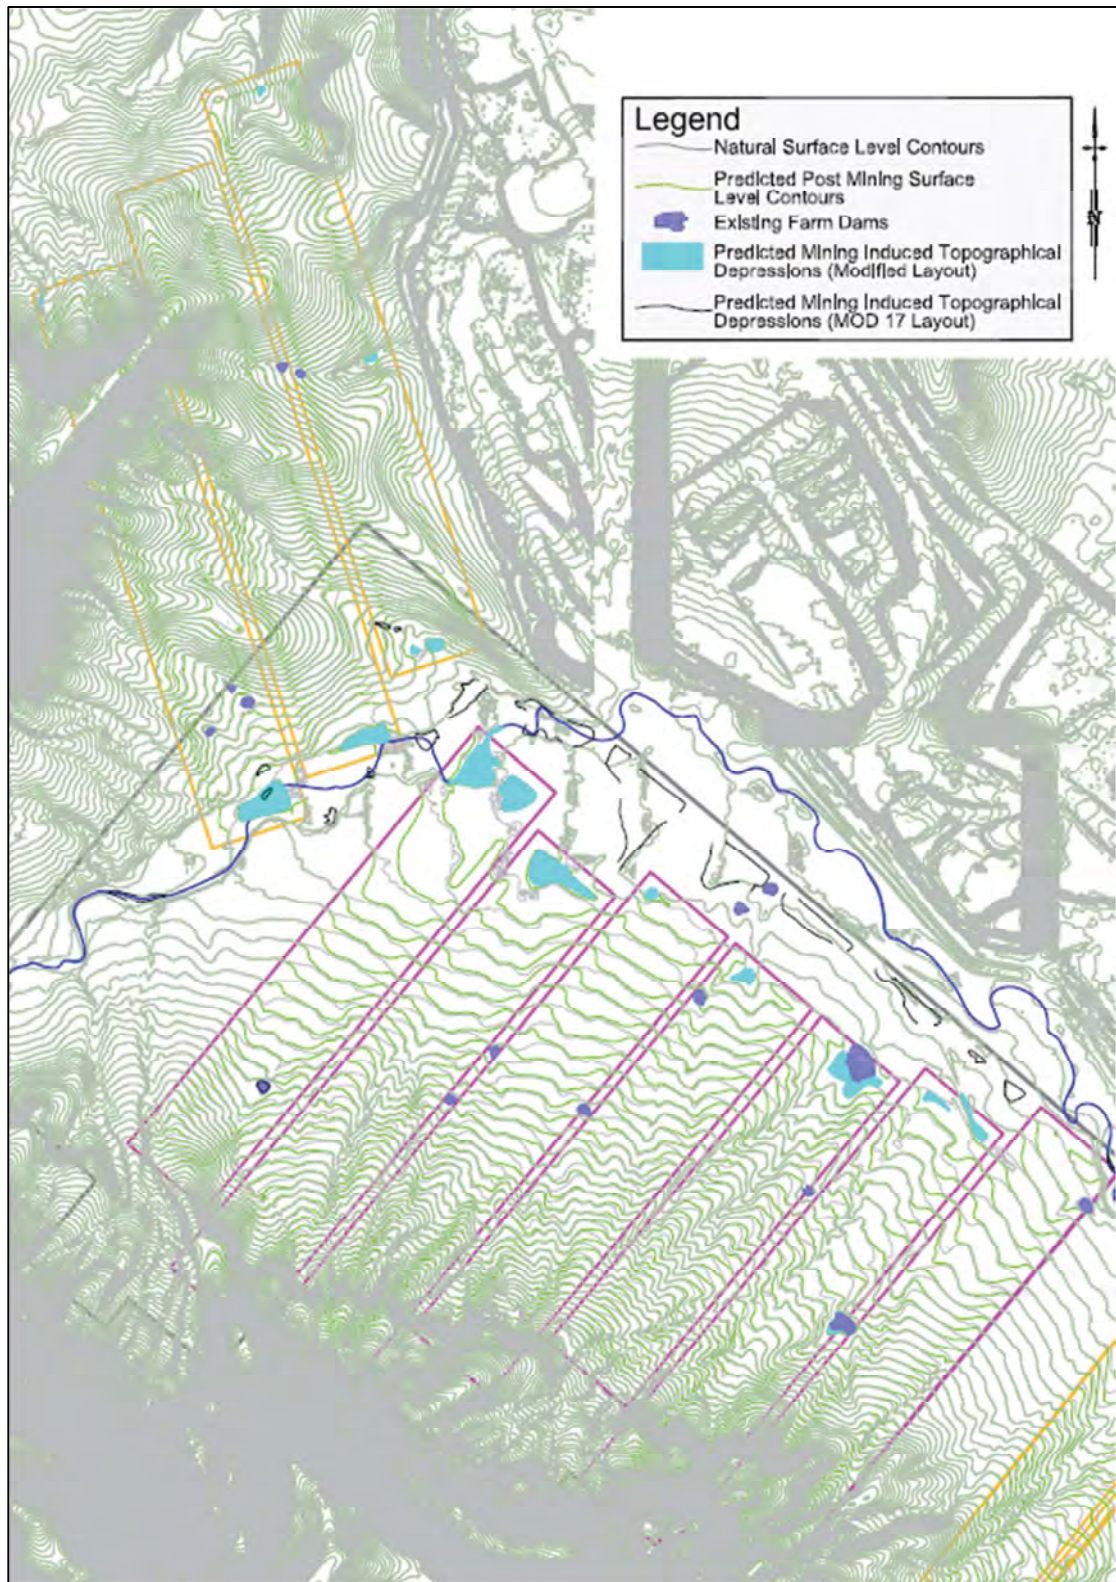 Legend
Natural Surface Level Contours
Predicted Post Mining Surface
Level Contours
Existing Farm Dams
Predicted Mining Induced Topographical
Depressions (Modified Layout)
Predicted Mining Induced Topographical
Depressions (MOD 17 Layout)
N